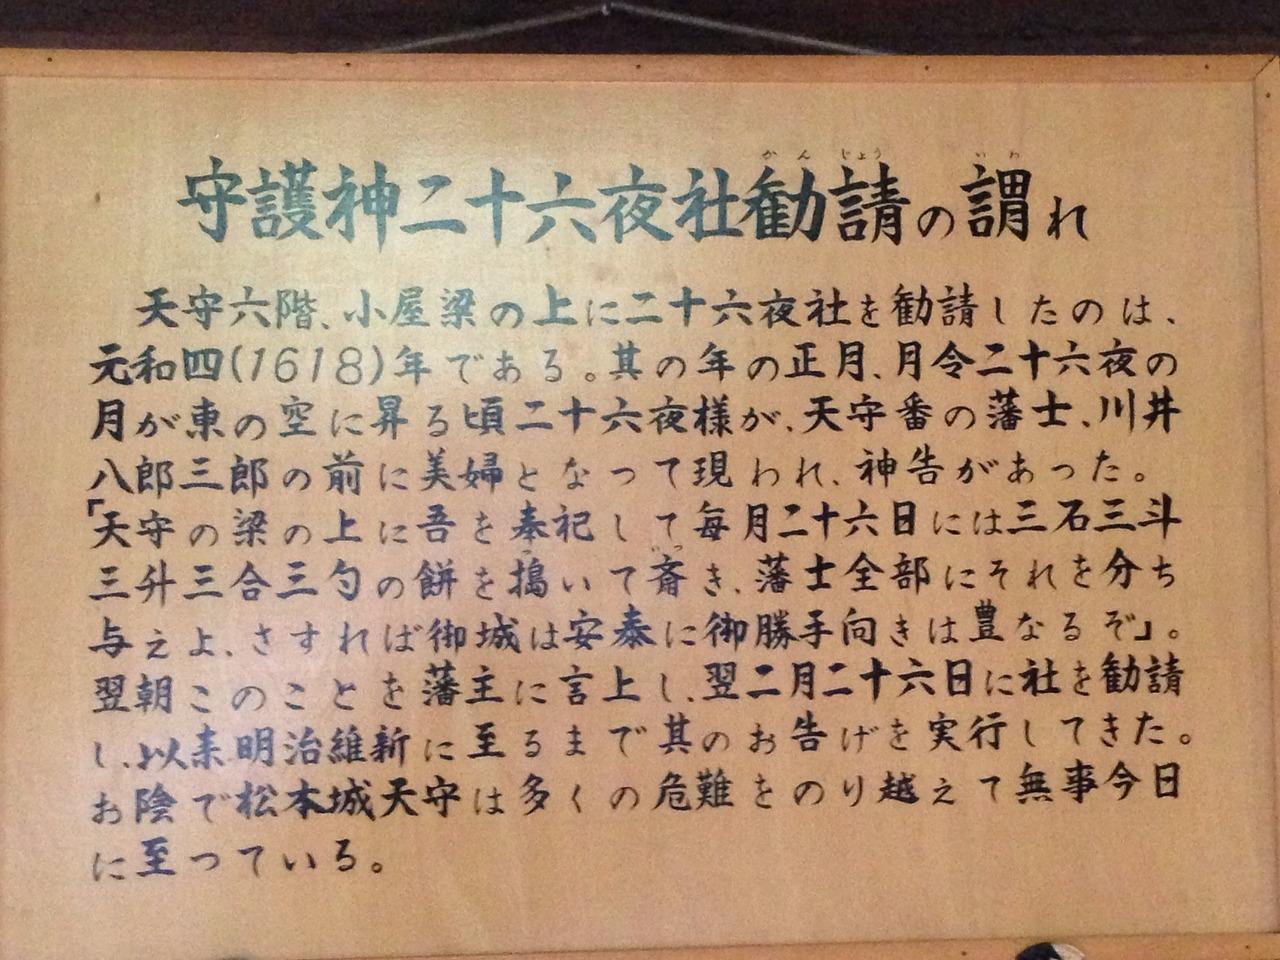 守護神二十六夜社勧請の謂れ
天守六階、小屋梁の上に二十六夜社を勧請したのは、
元和四(1618)年である。其の年の正月、月令二十六夜の
月が東の空に昇る頃二十六夜様が、天守番の藩士、川井
八郎三郎の前に美婦となって現われ、神告があった。
「天守の梁の上に吾を奉祀して毎月二十六日には三石三斗
三升三合三勺の餅を搗いて斎き、藩士全部にそれを分ち
与えよ、さすれば御城は安泰に御勝手向きは豊なるぞ」。
翌朝このことを藩主に言上し、翌二月二十六日に社を勧請
し、以来明治維新に至るまで其のお告げを実行してきた。
お陰で松本城天守は多くの危難をのり越えて無事今日
に至っている。